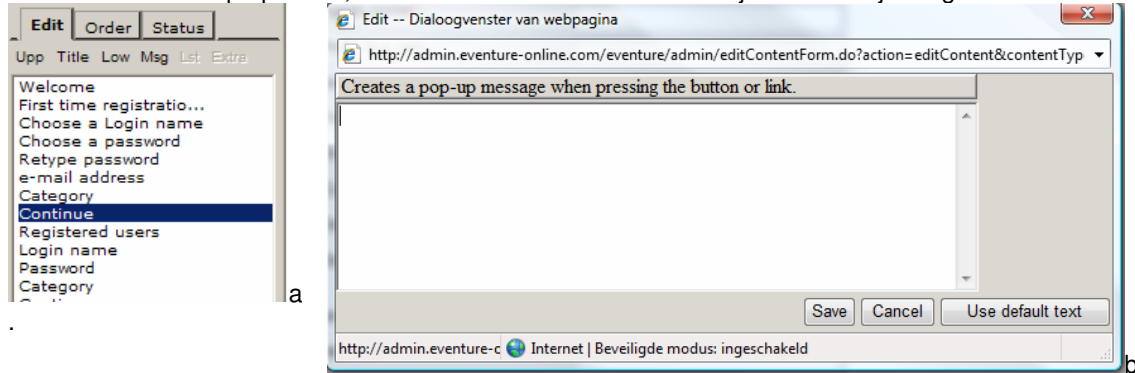 Edit Order Status
Upp Title Low Msg Lst Extra
Welcome
First time registratio...
Choose a Login name
Choose a password
Retype password
e-mail address
Category
Continue
Registered users
Login name
Password
Category
a
.
Edit -- Dialoogvenster van webpagina
http://admin.eventure-online.com/eventure/admin/editContentForm.do?action=editContent&contentTyp
Creates a pop-up message when pressing the button or link.
Save Cancel Use default text
http://admin.eventure-c Internet | Beveiligde modus: ingeschakeld
b